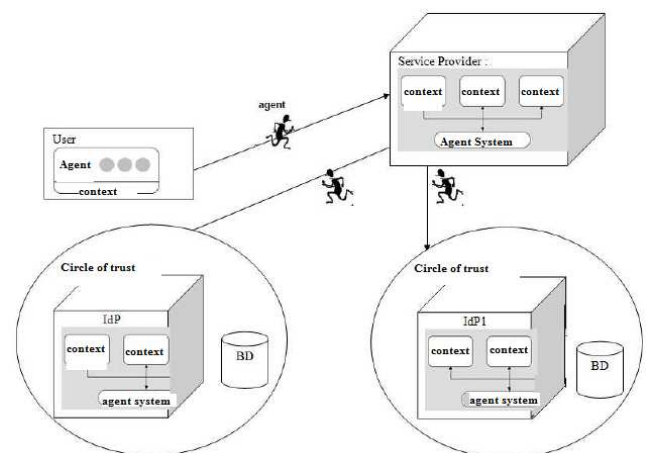 Service Provider :
context
context
context
Agent System
agent
User
Agent
context
Circle of trust
IdP
context
context
agent system
BD
Circle of trust
IdP1
context
context
agent system
BD